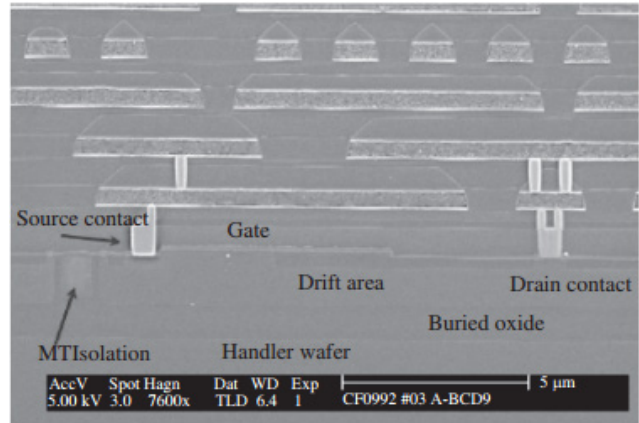 Source contact
Gate
Drift area
Drain contact
Buried oxide
MTIsolation
Handler wafer
AccV Spot Hagn Dat WD Exp 5 µm
5.00 kV 3.0 7600x TLD 6.4 1 CF0992 #03 A-BCD9